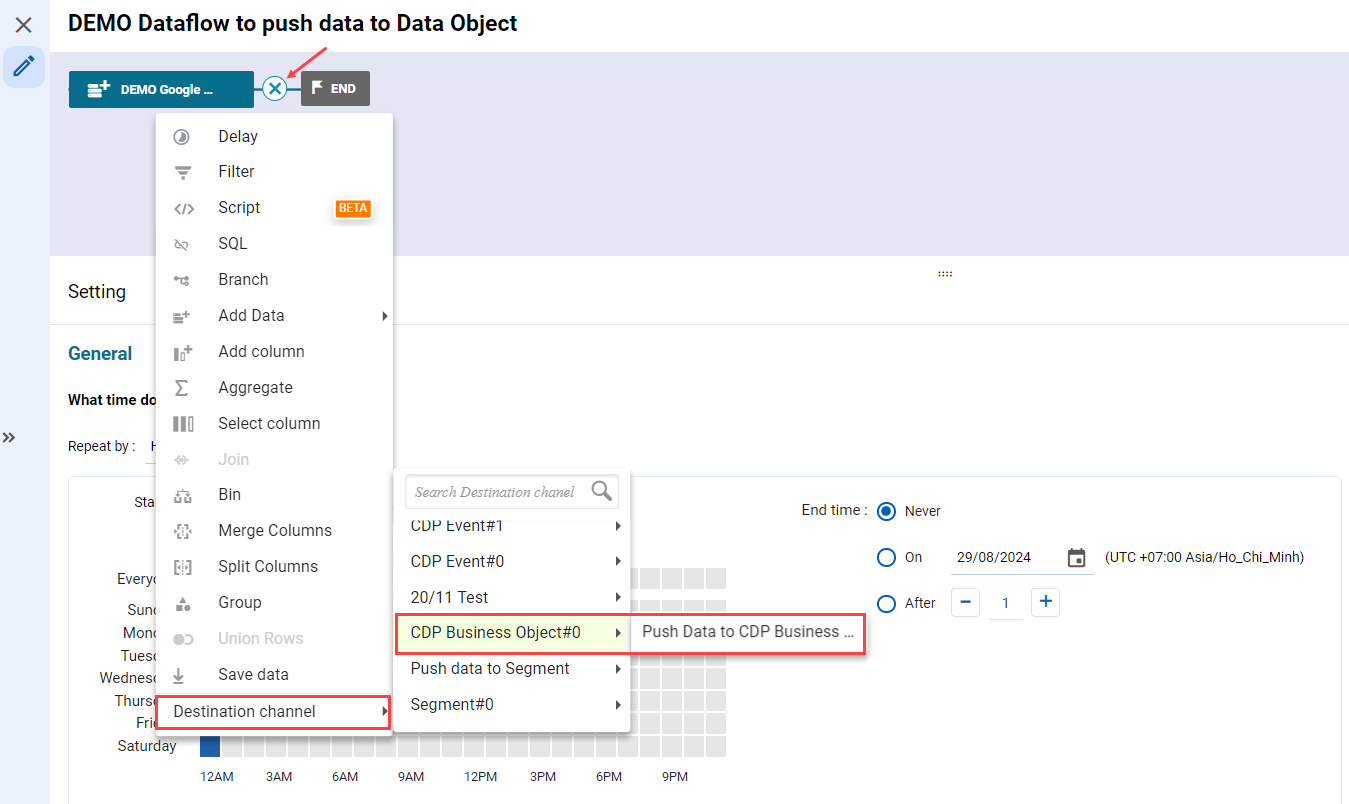 DEMO Dataflow to push data to Data Object
DEMO Google ...
END
Delay
Filter
Script
BETA
SQL
Branch
Add Data
Add column
Aggregate
Select column
Join
Bin
Merge Columns
Split Columns
Group
Union Rows
Save data
Destination channel
Search Destination chanel
CDP Event#1
CDP Event#0
20/11 Test
CDP Business Object#0
Push Data to CDP Business ...
Push data to Segment
Segment#0
Setting
General
What time do
Repeat by : H
Sta
End time : Never
On 29/08/2024 (UTC +07:00 Asia/Ho_Chi_Minh)
After 1
Everyo
Sund
Mond
Tuesd
Wednesd
Thurs
Frid
Saturday
12AM 3AM 6AM 9AM 12PM 3PM 6PM 9PM